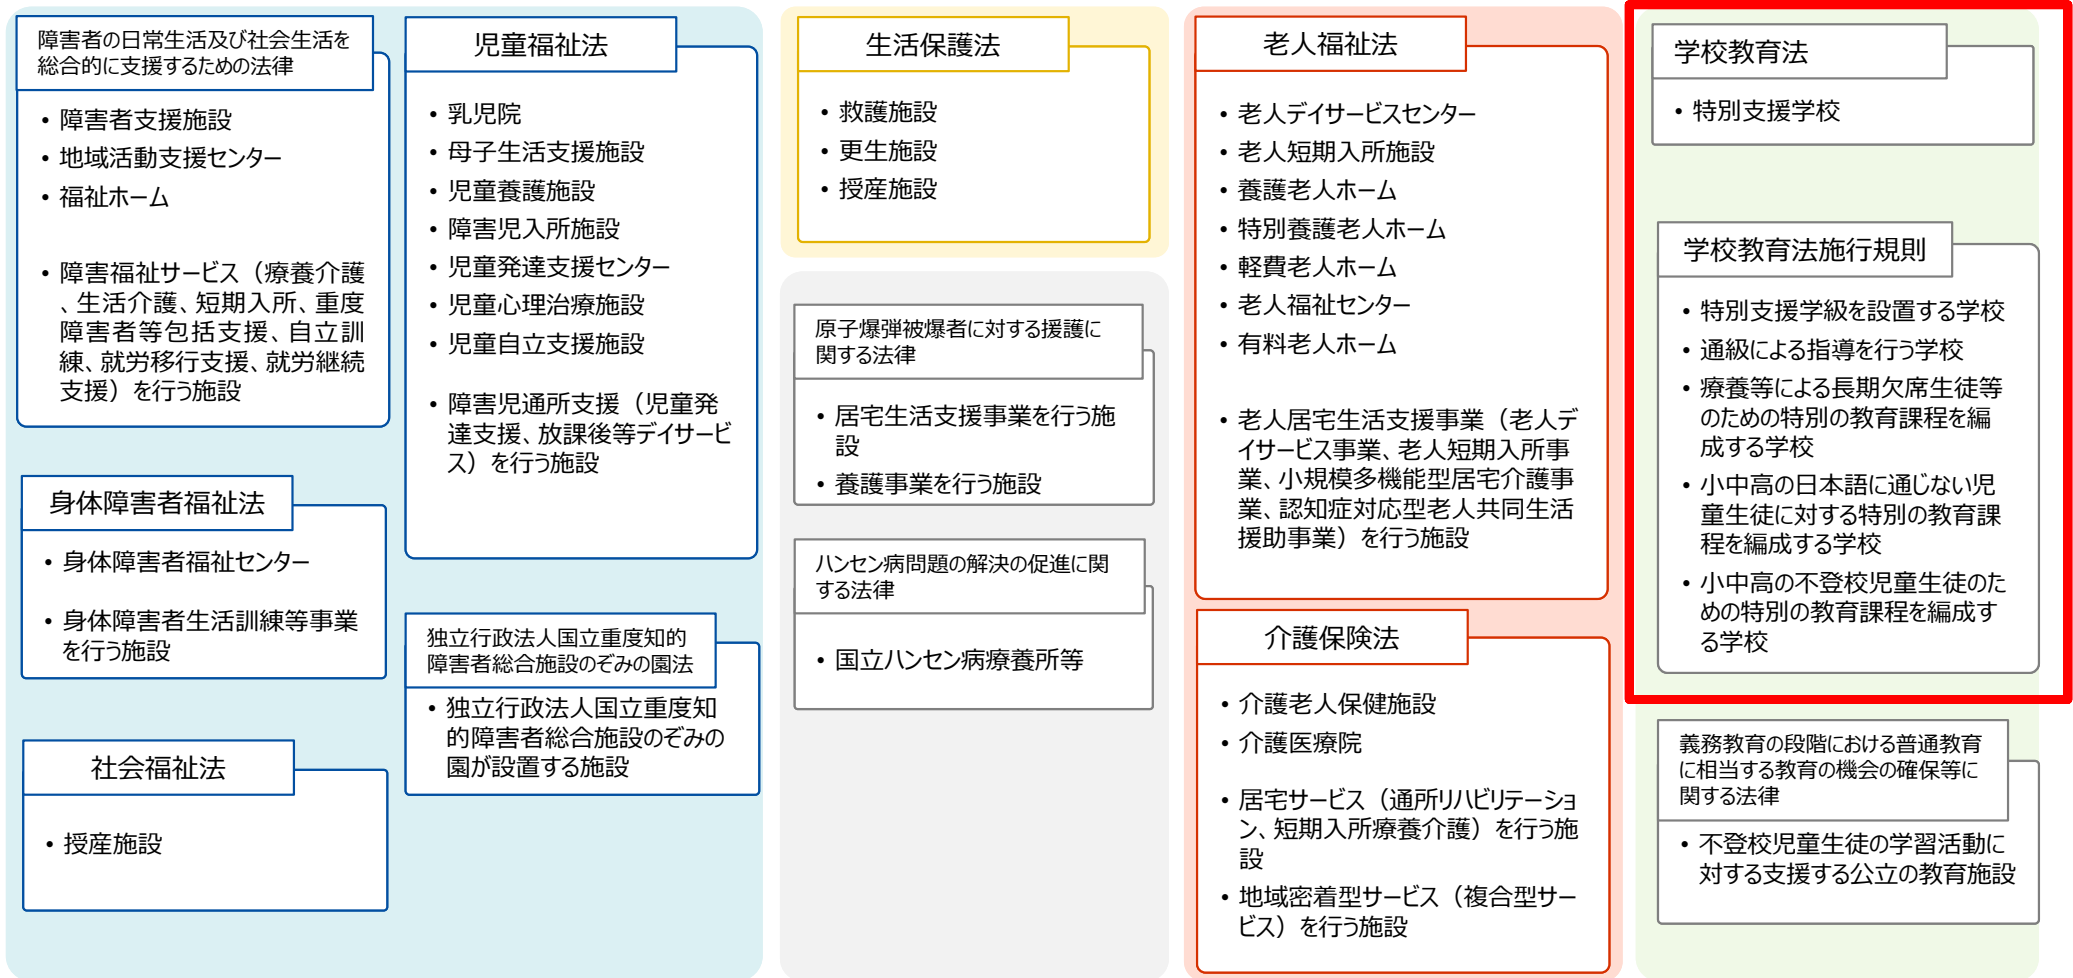 障害者の日常生活及び社会生活を
総合的に支援するための法律
・障害者支援施設
・地域活動支援センター
・福祉ホーム
・障害福祉サービス（療養介護
、生活介護、短期入所、重度
障害者等包括支援、自立訓
練、就労移行支援、就労継続
支援）を行う施設
身体障害者福祉法
・身体障害者福祉センター
・身体障害者生活訓練等事業
を行う施設
社会福祉法
・授産施設
児童福祉法
・乳児院
・母子生活支援施設
・児童養護施設
・障害児入所施設
・児童発達支援センター
・児童心理治療施設
・児童自立支援施設
・障害児通所支援（児童発
達支援、放課後等デイサービ
ス）を行う施設
独立行政法人国立重度知的
障害者総合施設のぞみの園法
・独立行政法人国立重度知
的障害者総合施設のぞみの
園が設置する施設
生活保護法
・救護施設
・更生施設
・授産施設
原子爆弾被爆者に対する援護に
関する法律
・居宅生活支援事業を行う施
設
・養護事業を行う施設
ハンセン病問題の解決の促進に関
する法律
・国立ハンセン病療養所等
老人福祉法
・老人デイサービスセンター
・老人短期入所施設
・養護老人ホーム
・特別養護老人ホーム
・軽費老人ホーム
・老人福祉センター
・有料老人ホーム
・老人居宅生活支援事業（老人デ
イサービス事業、老人短期入所事
業、小規模多機能型居宅介護事
業、認知症対応型老人共同生活
援助事業）を行う施設
介護保険法
・介護老人保健施設
・介護医療院
・居宅サービス（通所リハビリテーショ
ン、短期入所療養介護）を行う施
設
・地域密着型サービス（複合型サー
ビス）を行う施設
学校教育法
・特別支援学校
学校教育法施行規則
・特別支援学級を設置する学校
・通級による指導を行う学校
・療養等による長期欠席生徒等
のための特別の教育課程を編
成する学校
・小中高の日本語に通じない児
童生徒に対する特別の教育課
程を編成する学校
・小中高の不登校児童生徒のた
めの特別の教育課程を編成す
る学校
義務教育の段階における普通教育
に相当する教育の機会の確保等に
関する法律
・不登校児童生徒の学習活動に
対する支援する公立の教育施設